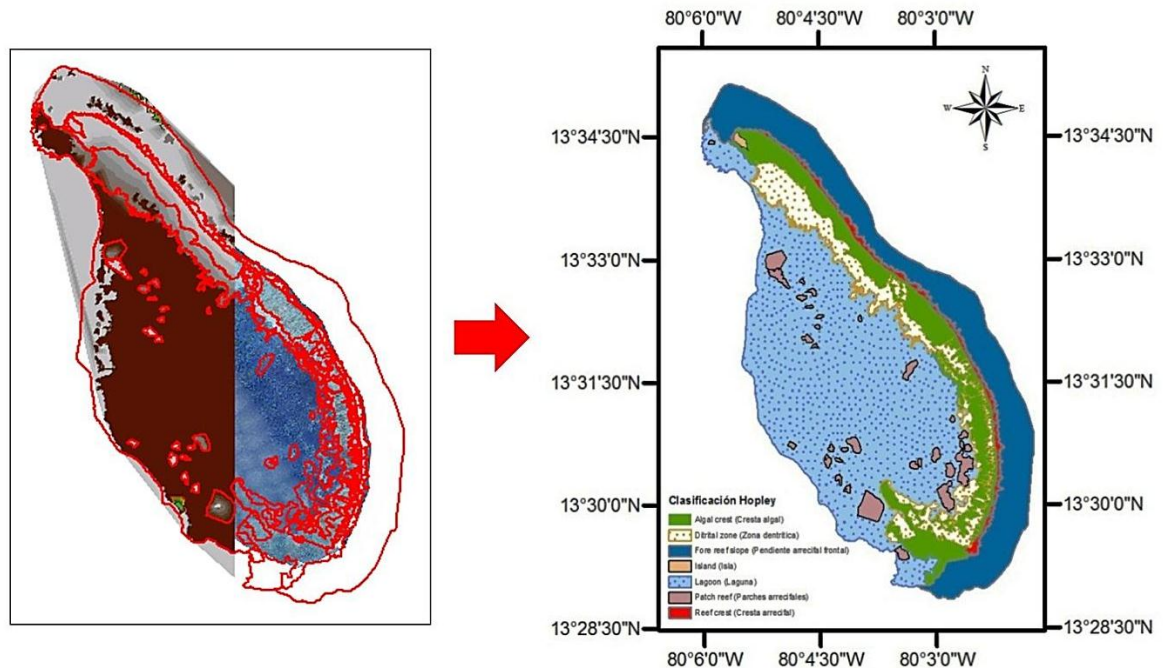 80°6'0"W 80°4'30"W 80°3'0"W
N
W E
S
13°34'30"N 13°34'30"N
13°33'0"N 13°33'0"N
13°31'30"N 13°31'30"N
13°30'0"N 13°30'0"N
Clasificación Hopley
Algal crest (Cresta algal)
Ditrital zone (Zona dentrítica)
Fore reef slope (Pendiente arrecifal frontal)
Island (Isla)
Lagoon (Laguna)
Patch reef (Parches arrecifales)
Reef crest (Cresta arrecifal)
13°28'30"N 13°28'30"N
80°6'0"W 80°4'30"W 80°3'0"W